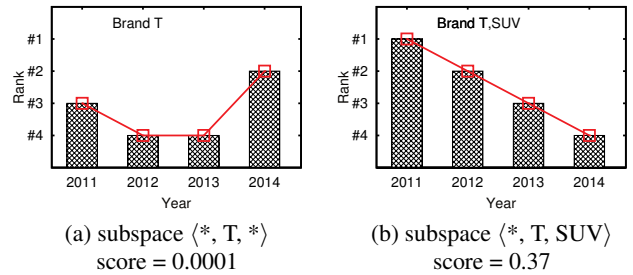 Brand T
#1
#2
#3
#4
Rank
2011 2012 2013 2014
Year
(a) subspace ⟨*, T, *⟩
score = 0.0001
Brand T,SUV
#1
#2
#3
#4
Rank
2011 2012 2013 2014
Year
(b) subspace ⟨*, T, SUV⟩
score = 0.37